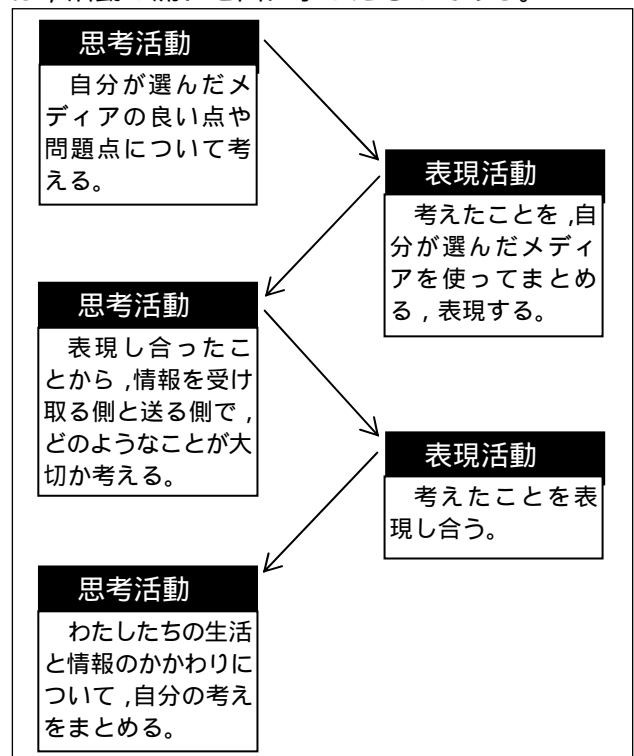 思考活動
自分が選んだメ
ディアの良い点や
問題点について考
える。
表現活動
考えたことを,自
分が選んだメディ
アを使ってまとめ
る,表現する。
思考活動
表現し合ったこ
とから,情報を受け
取る側と送る側で,
どのようなことが大
切か考える。
表現活動
考えたことを表
現し合う。
思考活動
わたしたちの生活
と情報のかかわりに
ついて,自分の考え
をまとめる。